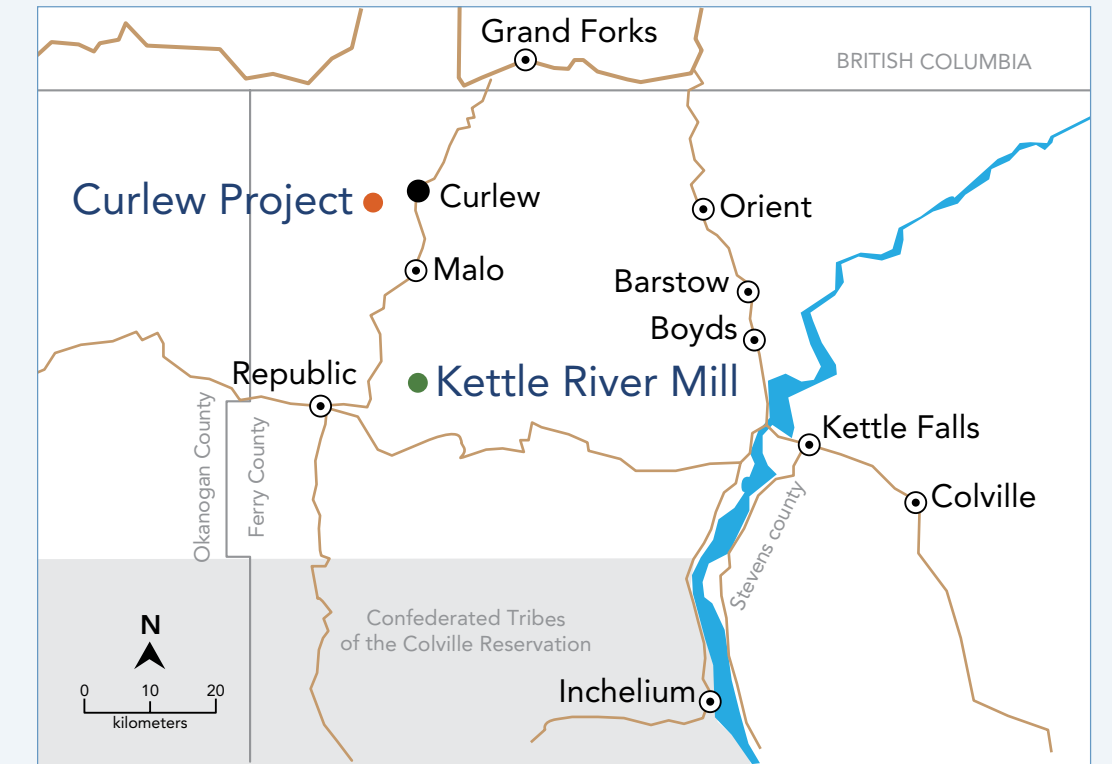 Grand Forks
BRITISH COLUMBIA
Curlew Project
Curlew
Orient
Malo
Barstow
Boyds
Republic
Kettle River Mill
Kettle Falls
Okanogan County
Ferry County
Colville
Stevens county
Confederated Tribes
of the Colville Reservation
N
0 10 20
kilometers
Inchelium